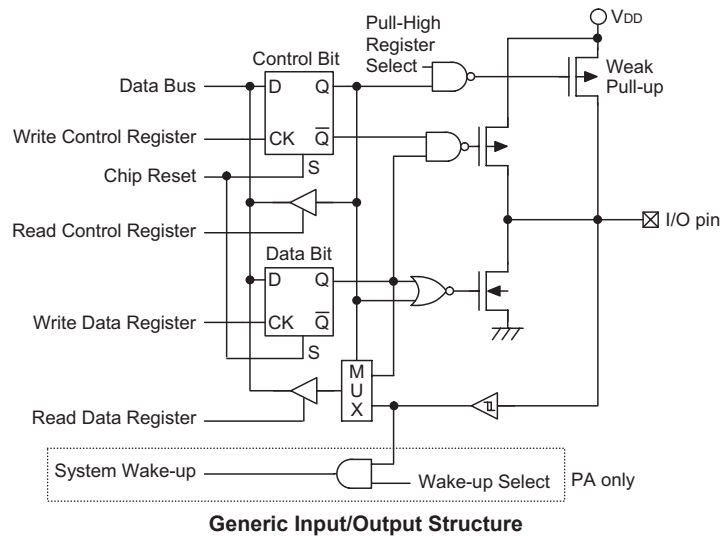 VDD
Pull-High
Register
Select
Control Bit
Weak
Pull-up
Data Bus
D
Q
Write Control Register
CK
Q̅
Chip Reset
S
I/O pin
Read Control Register
Data Bit
D
Q
Write Data Register
CK
Q̅
S
M
U
X
Read Data Register
System Wake-up
Wake-up Select
PA only
Generic Input/Output Structure